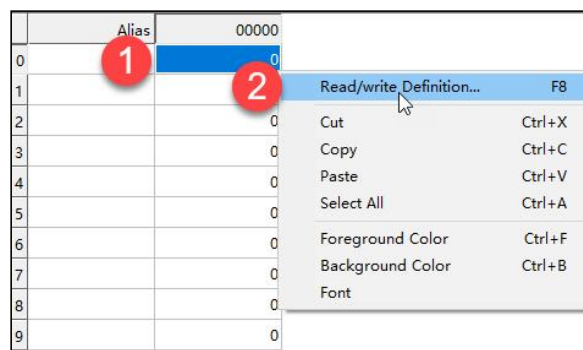 Alias 00000
0 1 0
1 2 Read/write Definition... F8
2 0 Cut Ctrl+X
3 0 Copy Ctrl+C
4 0 Paste Ctrl+V
5 0 Select All Ctrl+A
6 0 Foreground Color Ctrl+F
7 0 Background Color Ctrl+B
8 0 Font
9 0